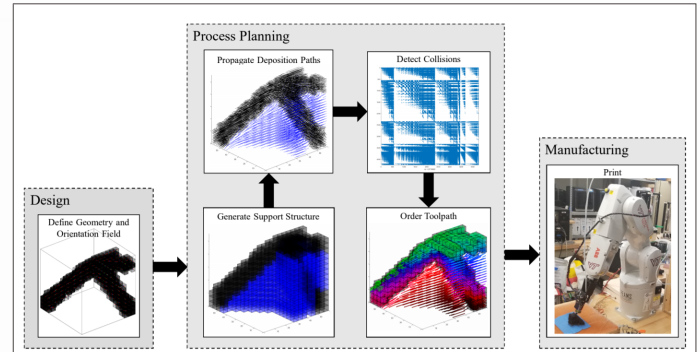 Process Planning
Propagate Deposition Paths
Detect Collisions
Manufacturing
Print
Design
Define Geometry and
Orientation Field
Generate Support Structure
Order Toolpath